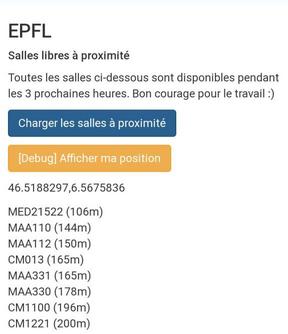 EPFL
Salles libres à proximité
Toutes les salles ci-dessous sont disponibles pendant
les 3 prochaines heures. Bon courage pour le travail :)
Charger les salles à proximité
[Debug] Afficher ma position
46.5188297,6.5675836
MED21522 (106m)
MAA110 (144m)
MAA112 (150m)
CM013 (165m)
MAA331 (165m)
MAA330 (178m)
CM1100 (196m)
CM1221 (200m)